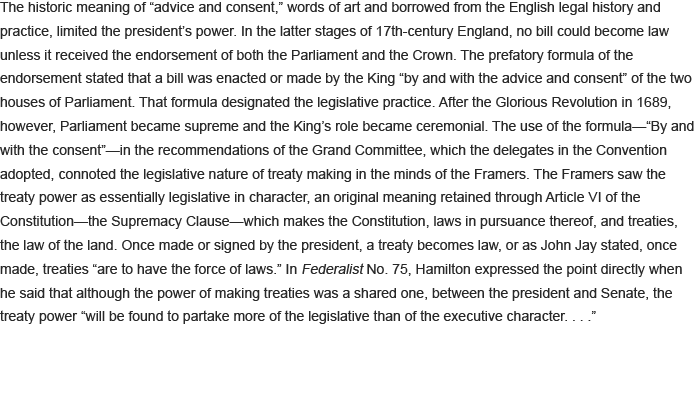 The historic meaning of “advice and consent,” words of art and borrowed from the English legal history and
practice, limited the president’s power. In the latter stages of 17th-century England, no bill could become law
unless it received the endorsement of both the Parliament and the Crown. The prefatory formula of the
endorsement stated that a bill was enacted or made by the King “by and with the advice and consent” of the two
houses of Parliament. That formula designated the legislative practice. After the Glorious Revolution in 1689,
however, Parliament became supreme and the King’s role became ceremonial. The use of the formula—“By and
with the consent”—in the recommendations of the Grand Committee, which the delegates in the Convention
adopted, connoted the legislative nature of treaty making in the minds of the Framers. The Framers saw the
treaty power as essentially legislative in character, an original meaning retained through Article VI of the
Constitution—the Supremacy Clause—which makes the Constitution, laws in pursuance thereof, and treaties,
the law of the land. Once made or signed by the president, a treaty becomes law, or as John Jay stated, once
made, treaties “are to have the force of laws.” In Federalist No. 75, Hamilton expressed the point directly when
he said that although the power of making treaties was a shared one, between the president and Senate, the
treaty power “will be found to partake more of the legislative than of the executive character. . . .”